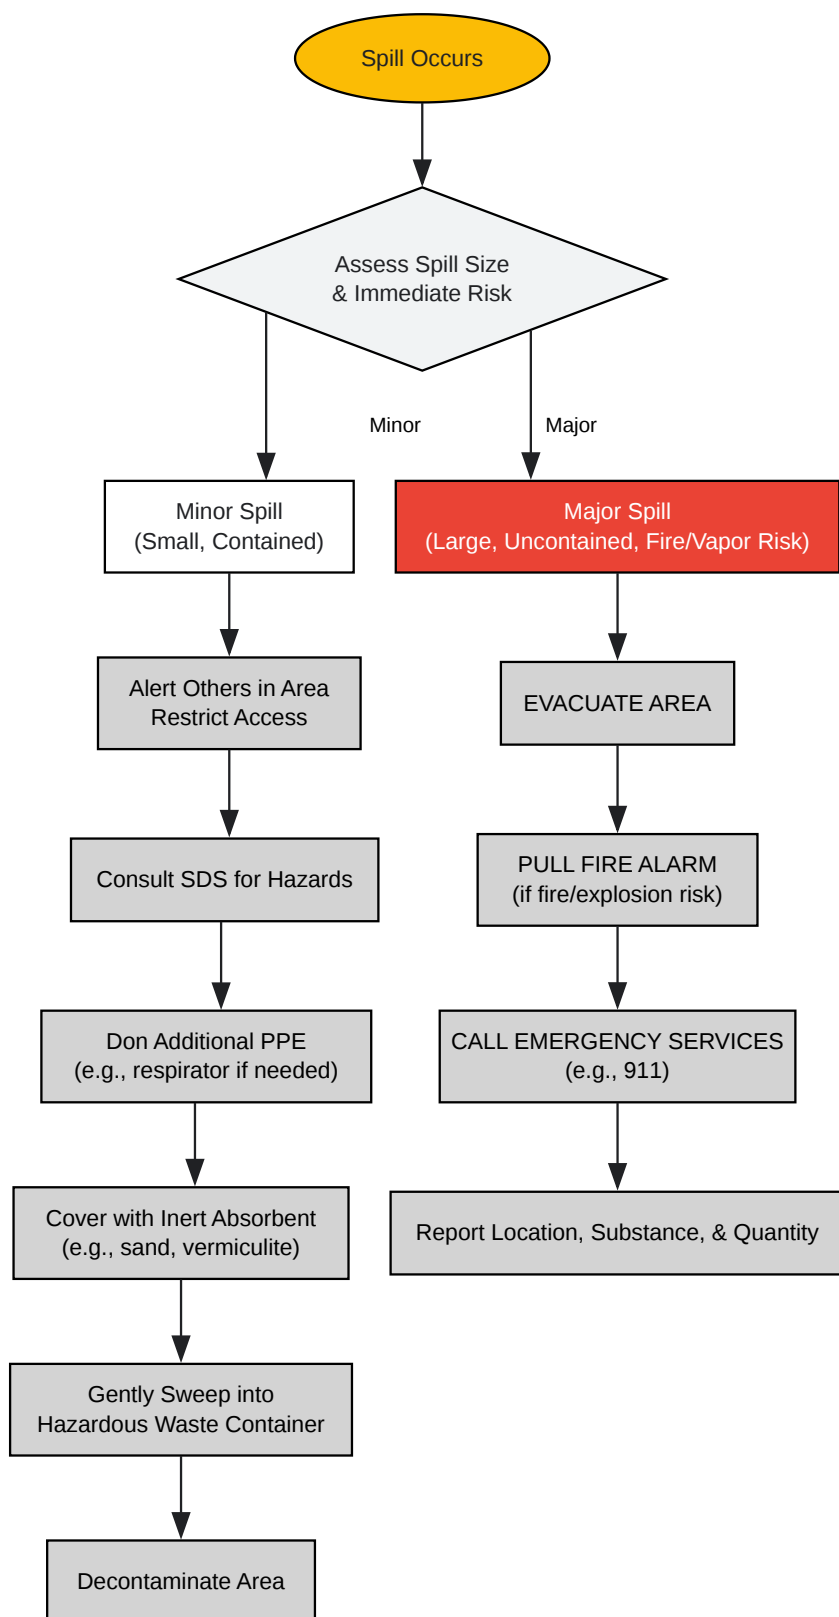 Spill Occurs
Assess Spill Size
& Immediate Risk
Minor
Major
Minor Spill
(Small, Contained)
Major Spill
(Large, Uncontained, Fire/Vapor Risk)
Alert Others in Area
Restrict Access
EVACUATE AREA
Consult SDS for Hazards
PULL FIRE ALARM
(if fire/explosion risk)
Don Additional PPE
(e.g., respirator if needed)
CALL EMERGENCY SERVICES
(e.g., 911)
Cover with Inert Absorbent
(e.g., sand, vermiculite)
Report Location, Substance, & Quantity
Gently Sweep into
Hazardous Waste Container
Decontaminate Area